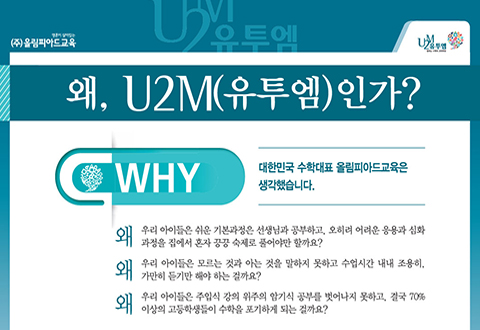 영혼이 살아있는
(주)올림피아드교육
U2M
유투엠
U2M
유투엠
왜, U2M(유투엠)인가?
WHY
대한민국 수학대표 올림피아드교육은
생각했습니다.
왜 우리 아이들은 쉬운 기본과정은 선생님과 공부하고, 오히려 어려운 응용과 심화
과정을 집에서 혼자 끙끙 숙제로 풀어야만 할까요?
왜 우리 아이들은 모르는 것과 아는 것을 말하지 못하고 수업시간 내내 조용히,
가만히 듣기만 해야 하는 걸까요?
왜 우리 아이들은 주입식 강의 위주의 암기식 공부를 벗어나지 못하고, 결국 70%
이상의 고등학생들이 수학을 포기하게 되는 걸까요?